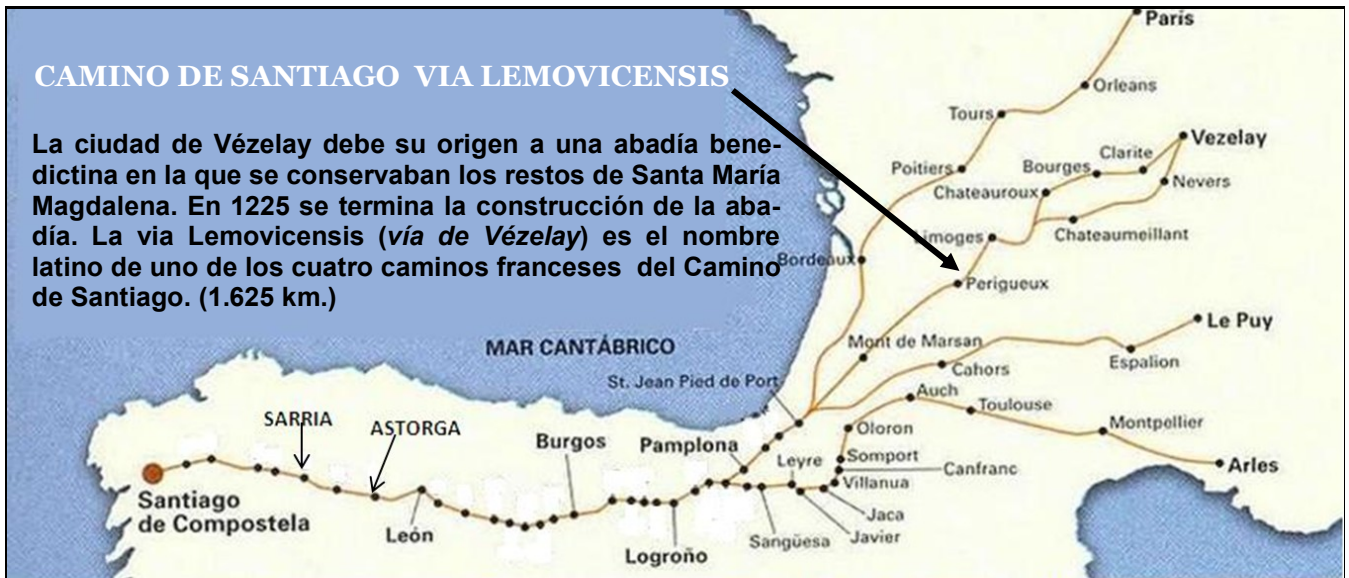 CAMINO DE SANTIAGO VIA LEMOVICENSIS
La ciudad de Vézelay debe su origen a una abadía bene-
dictina en la que se conservaban los restos de Santa María
Magdalena. En 1225 se termina la construcción de la aba-
día. La via Lemovicensis (vía de Vézelay) es el nombre
latino de uno de los cuatro caminos franceses del Camino
de Santiago. (1.625 km.)
París
Orleans
Tours
Vezelay
Clarite
Bourges
Poitiers
Nevers
Chateauroux
Limoges
Chateaumeillant
Bordeaux
Perigueux
Le Puy
Mont de Marsan
MAR CANTÁBRICO
Espalion
Cahors
St. Jean Pied de Port
Auch
Toulouse
SARRIA
ASTORGA
Montpellier
Burgos
Pamplona
Oloron
Leyre
Somport
Canfranc
Arles
Villanua
Santiago
de Compostela
León
Jaca
Sangüesa
Javier
Logroño